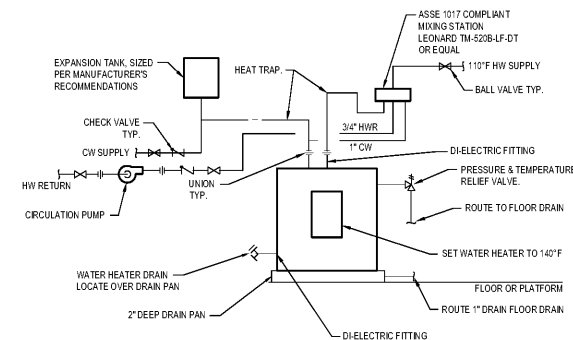 ASSE 1017 COMPLIANT
MIXING STATION
LEONARD TM-520B-LF-DT
OR EQUAL
EXPANSION TANK, SIZED
PER MANUFACTURER'S
RECOMMENDATIONS
HEAT TRAP.
110°F HW SUPPLY
BALL VALVE TYP.
CHECK VALVE
TYP.
3/4" HWR
1" CW
CW SUPPLY
DI-ELECTRIC FITTING
HW RETURN
UNION
TYP.
PRESSURE & TEMPERATURE
RELIEF VALVE.
CIRCULATION PUMP
ROUTE TO FLOOR DRAIN
SET WATER HEATER TO 140°F
WATER HEATER DRAIN
LOCATE OVER DRAIN PAN
FLOOR OR PLATFORM
2" DEEP DRAIN PAN
ROUTE 1" DRAIN FLOOR DRAIN
DI-ELECTRIC FITTING